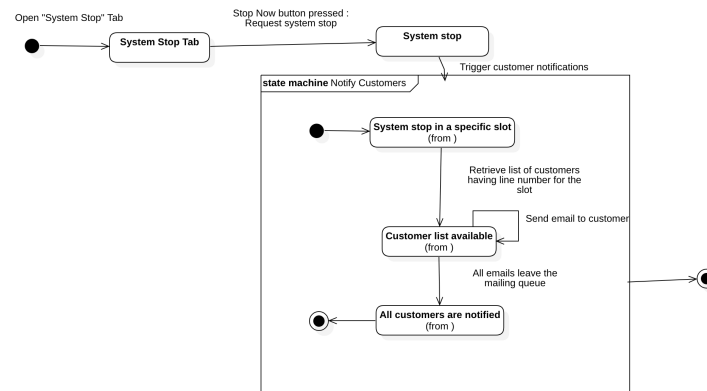 Open "System Stop" Tab
Stop Now button pressed :
Request system stop
System Stop Tab
System stop
Trigger customer notifications
state machine Notify Customers
System stop in a specific slot
(from )
Retrieve list of customers
having line number for the
slot
Send email to customer
Customer list available
(from )
All emails leave the
mailing queue
All customers are notified
(from )